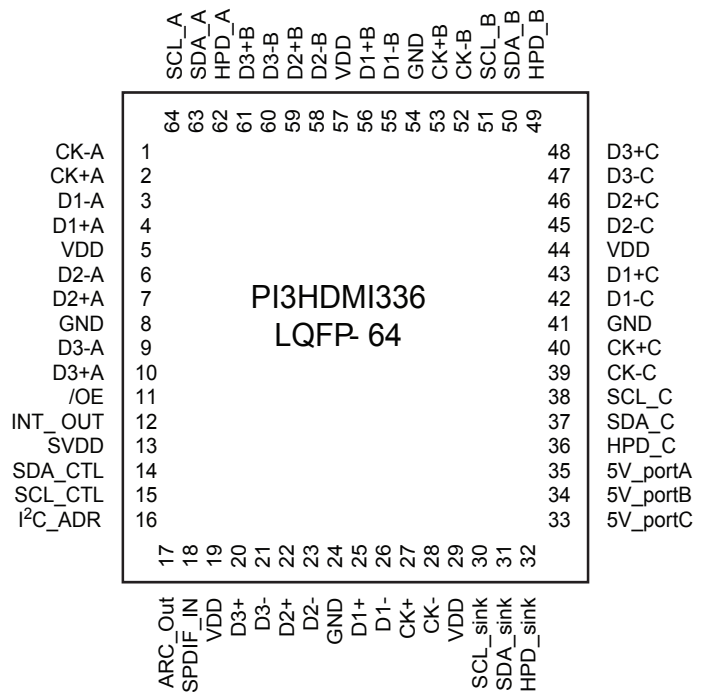 SCL_A
SDA_A
HPD_A
D3+B
D3-B
D2+B
D2-B
VDD
D1+B
D1-B
GND
CK+B
CK-B
SCL_B
SDA_B
HPD_B
64 63 62 61 60 59 58 57 56 55 54 53 52 51 50 49
CK-A 1
CK+A 2
D1-A 3
D1+A 4
VDD 5
D2-A 6
D2+A 7
GND 8
D3-A 9
D3+A 10
/OE 11
INT_ OUT 12
SVDD 13
SDA_CTL 14
SCL_CTL 15
I²C_ADR 16
PI3HDMI336
LQFP- 64
48 D3+C
47 D3-C
46 D2+C
45 D2-C
44 VDD
43 D1+C
42 D1-C
41 GND
40 CK+C
39 CK-C
38 SCL_C
37 SDA_C
36 HPD_C
35 5V_portA
34 5V_portB
33 5V_portC
17 18 19 20 21 22 23 24 25 26 27 28 29 30 31 32
ARC_Out
SPDIF_IN
VDD
D3+
D3-
D2+
D2-
GND
D1+
D1-
CK+
CK-
VDD
SCL_sink
SDA_sink
HPD_sink